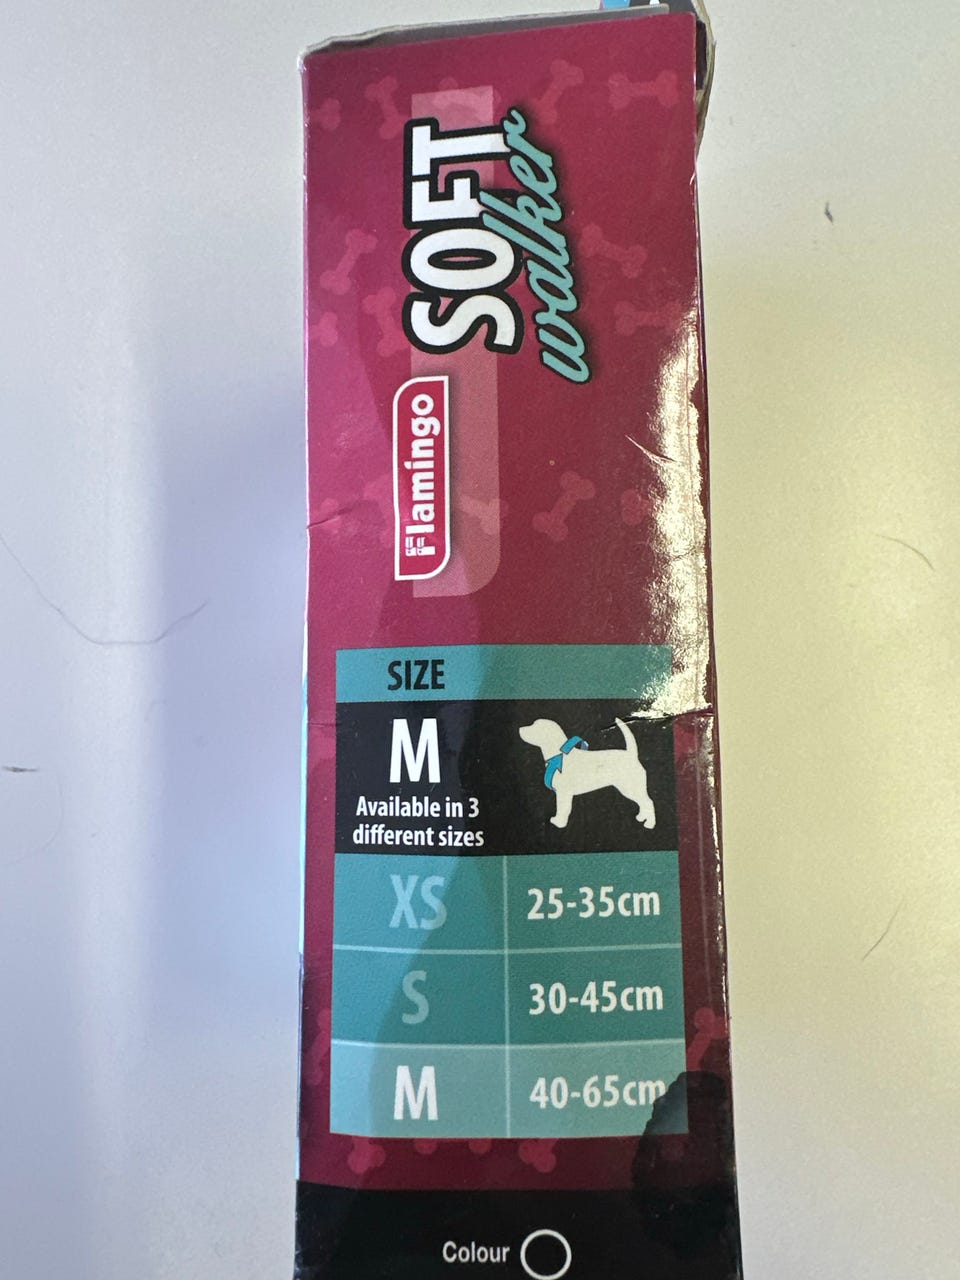 SOFT
walker
Flamingo
SIZE
M
Available in 3
different sizes
XS 25-35cm
S 30-45cm
M 40-65cm
Colour